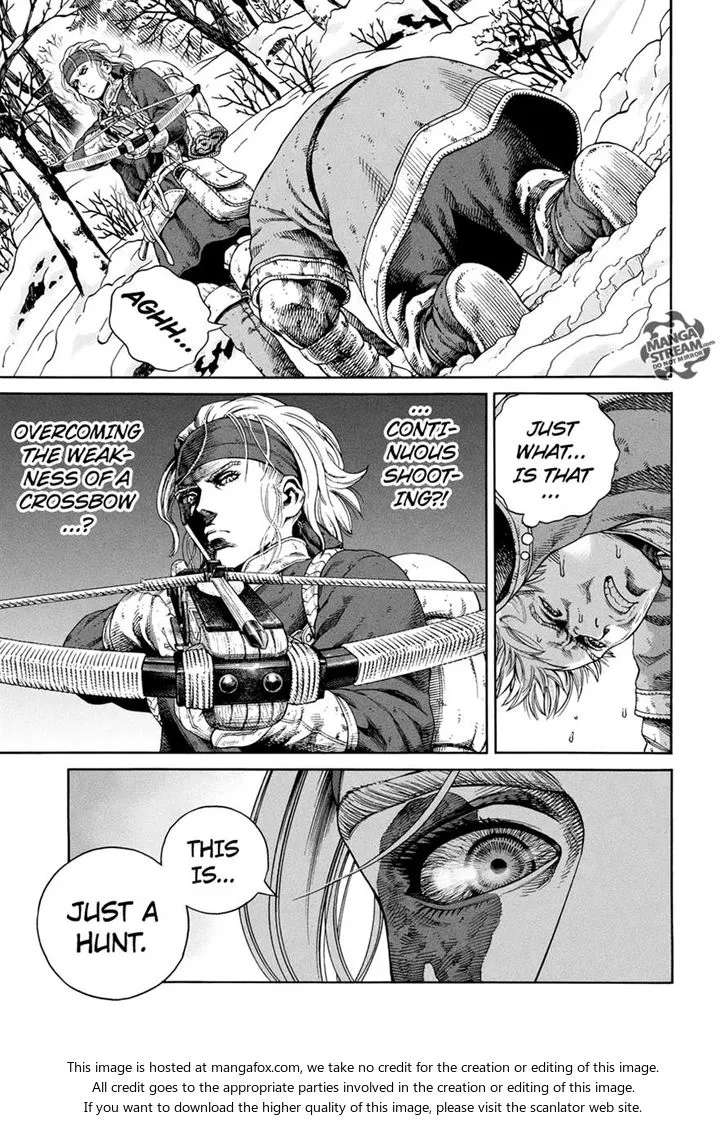 AGHH...
MANGA
STREAM.com
DO NOT MIRROR
JUST
WHAT...
IS THAT
...
...
CONTI-
NUOUS
SHOOT-
ING?!
OVERCOMING
THE WEAK-
NESS OF A
CROSSBOW
...?
THIS
IS...
JUST A
HUNT.
This image is hosted at mangafox.com, we take no credit for the creation or editing of this image.
All credit goes to the appropriate parties involved in the creation or editing of this image.
If you want to download the higher quality of this image, please visit the scanlator web site.